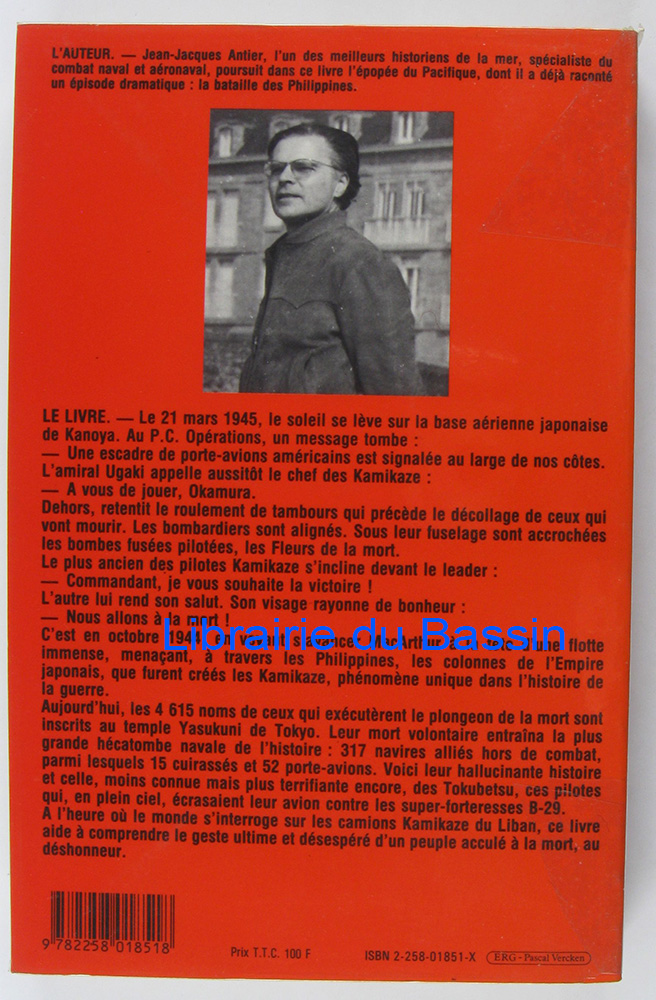 L'AUTEUR. — Jean-Jacques Antier, l'un des meilleurs historiens de la mer, spécialiste du
combat naval et aéronaval, poursuit dans ce livre l'épopée du Pacifique, dont il a déjà raconté
un épisode dramatique : la bataille des Philippines.
LE LIVRE. — Le 21 mars 1945, le soleil se lève sur la base aérienne japonaise
de Kanoya. Au P.C. Opérations, un message tombe :
— Une escadre de porte-avions américains est signalée au large de nos côtes.
L'amiral Ugaki appelle aussitôt le chef des Kamikaze :
— A vous de jouer, Okamura.
Dehors, retentit le roulement de tambours qui précède le décollage de ceux qui
vont mourir. Les bombardiers sont alignés. Sous leur fuselage sont accrochées
les bombes fusées pilotées, les Fleurs de la mort.
Le plus ancien des pilotes Kamikaze s'incline devant le leader :
— Commandant, je vous souhaite la victoire !
L'autre lui rend son salut. Son visage rayonne de bonheur :
— Nous allons à la mort !
Librairie du Bassin
C'est en octobre 1944, en voyant s'avancer MacArthur à la tête d'une flotte
immense, menaçant, à travers les Philippines, les colonnes de l'Empire
japonais, que furent créés les Kamikaze, phénomène unique dans l'histoire de
la guerre.
Aujourd'hui, les 4 615 noms de ceux qui exécutèrent le plongeon de la mort sont
inscrits au temple Yasukuni de Tokyo. Leur mort volontaire entraîna la plus
grande hécatombe navale de l'histoire : 317 navires alliés hors de combat,
parmi lesquels 15 cuirassés et 52 porte-avions. Voici leur hallucinante histoire
et celle, moins connue mais plus terrifiante encore, des Tokubetsu, ces pilotes
qui, en plein ciel, écrasaient leur avion contre les super-forteresses B-29.
A l'heure où le monde s'interroge sur les camions Kamikaze du Liban, ce livre
aide à comprendre le geste ultime et désespéré d'un peuple acculé à la mort, au
déshonneur.
9 782258 018518
Prix T.T.C. 100 F
ISBN 2-258-01851-X
ERG - Pascal Vercken